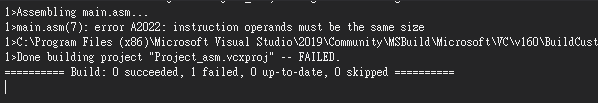 1>Assembling main.asm...
1>main.asm(7): error A2022: instruction operands must be the same size
1>C:\Program Files (x86)\Microsoft Visual Studio\2019\Community\MSBuild\Microsoft\VC\v160\BuildCust
1>Done building project "Project_asm.vcxproj" -- FAILED.
========== Build: 0 succeeded, 1 failed, 0 up-to-date, 0 skipped ==========